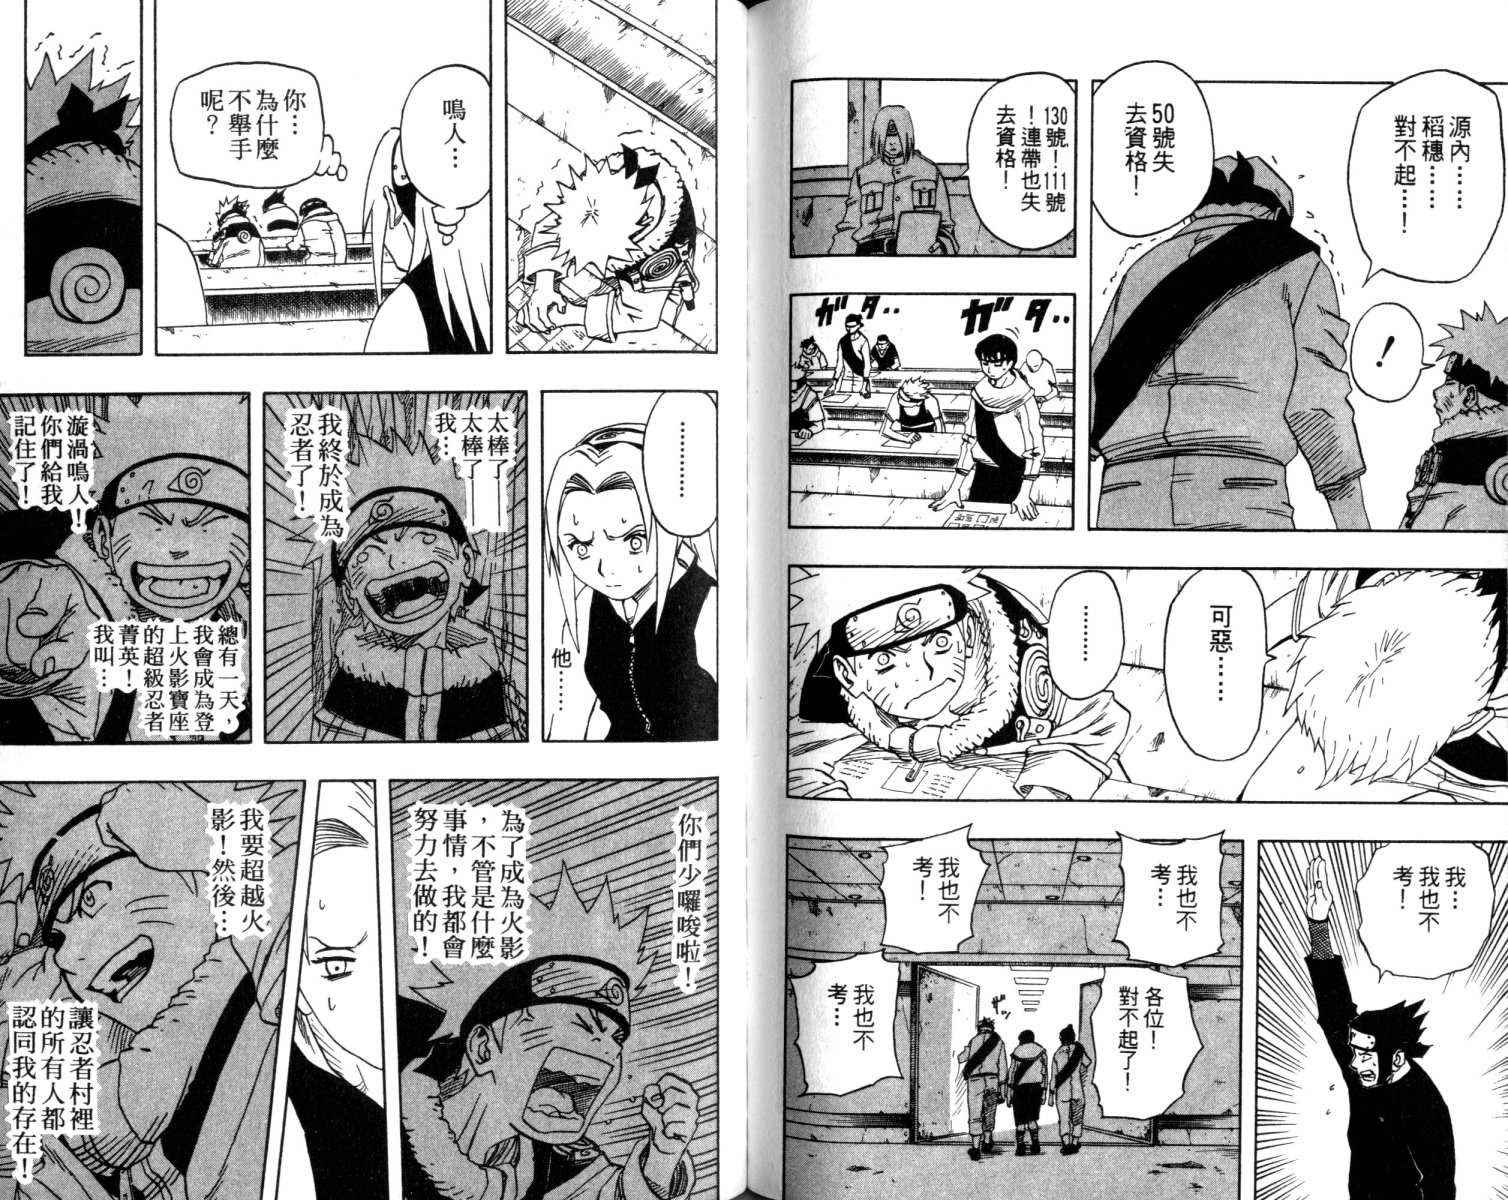 源內……
稻穗……
對不起…！
50號失
去資格！
！
130號！111號
！連帶也失
去資格！
ガタ..
ガタ..
可惡……
………
我…
我也不
考！
我也不
考…
我也不
考！
各位！
對不起了！
我也不
考…
ザッ
鳴人…
你…
為什麼
不舉手
呢？
…………
他……
太棒了——
太棒了——
我…
我終於成為
忍者了！
漩渦鳴人！
你們給我
記住了！
總有一天，
我會成為登
上火影寶座
的超級忍者
菁英！
我叫…
你們少囉唆啦！
為了成為火影
，不管是什麼
事情，我都會
努力去做的！
我要超越火
影！然後…
讓忍者村裡
的所有人都
認同我的存在！